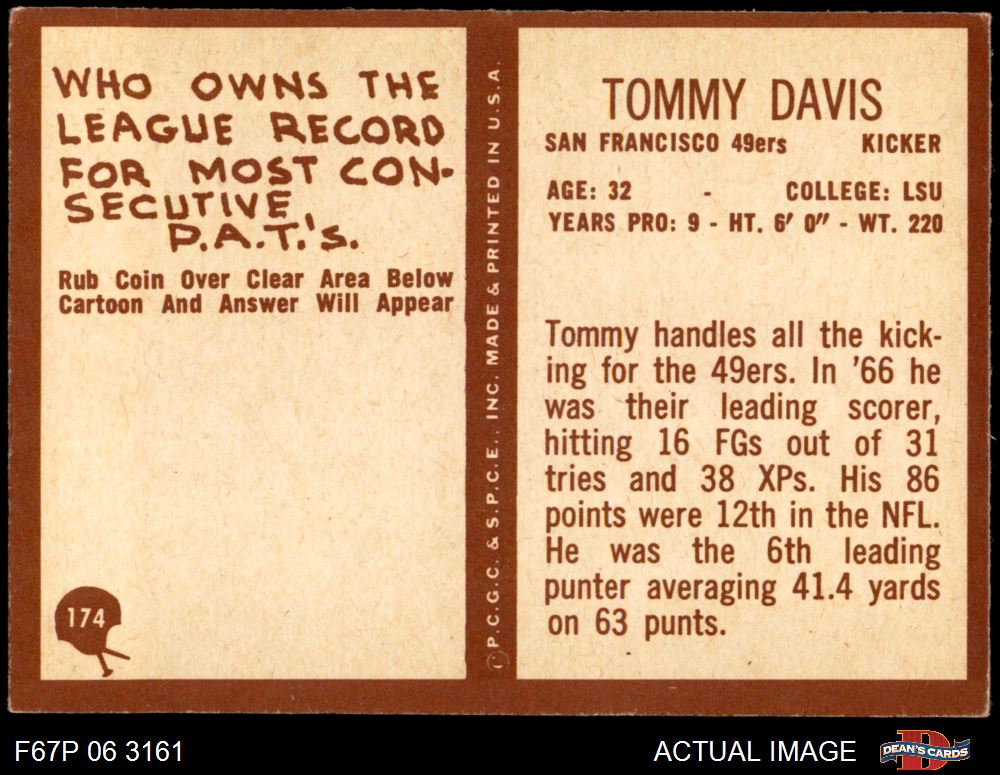 WHO OWNS THE
LEAGUE RECORD
FOR MOST CON-
SECUTIVE
P.A.T.'s.
Rub Coin Over Clear Area Below
Cartoon And Answer Will Appear
174
© P.C.G.C. & S.P.C.E., INC. MADE & PRINTED IN U.S.A.
TOMMY DAVIS
SAN FRANCISCO 49ers KICKER
AGE: 32 - COLLEGE: LSU
YEARS PRO: 9 - HT. 6' 0" - WT. 220
Tommy handles all the kick-
ing for the 49ers. In '66 he
was their leading scorer,
hitting 16 FGs out of 31
tries and 38 XPs. His 86
points were 12th in the NFL.
He was the 6th leading
punter averaging 41.4 yards
on 63 punts.
F67P 06 3161
ACTUAL IMAGE
D
DEAN'S CARDS